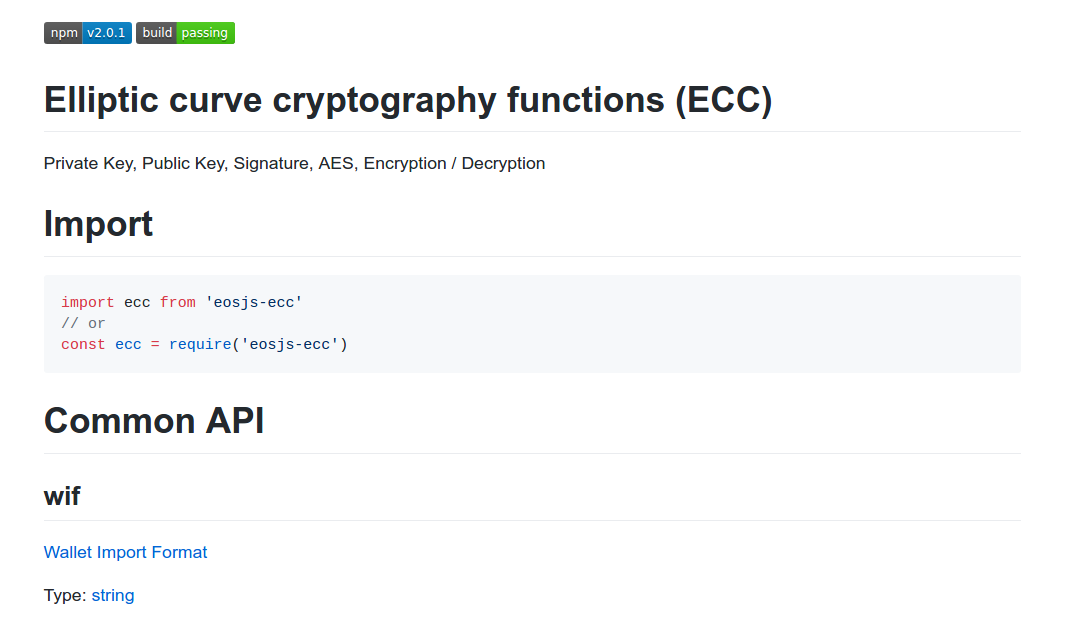 npm v2.0.1 build passing
Elliptic curve cryptography functions (ECC)
Private Key, Public Key, Signature, AES, Encryption / Decryption
Import
import ecc from 'eosjs-ecc'
// or
const ecc = require('eosjs-ecc')
Common API
wif
Wallet Import Format
Type: string